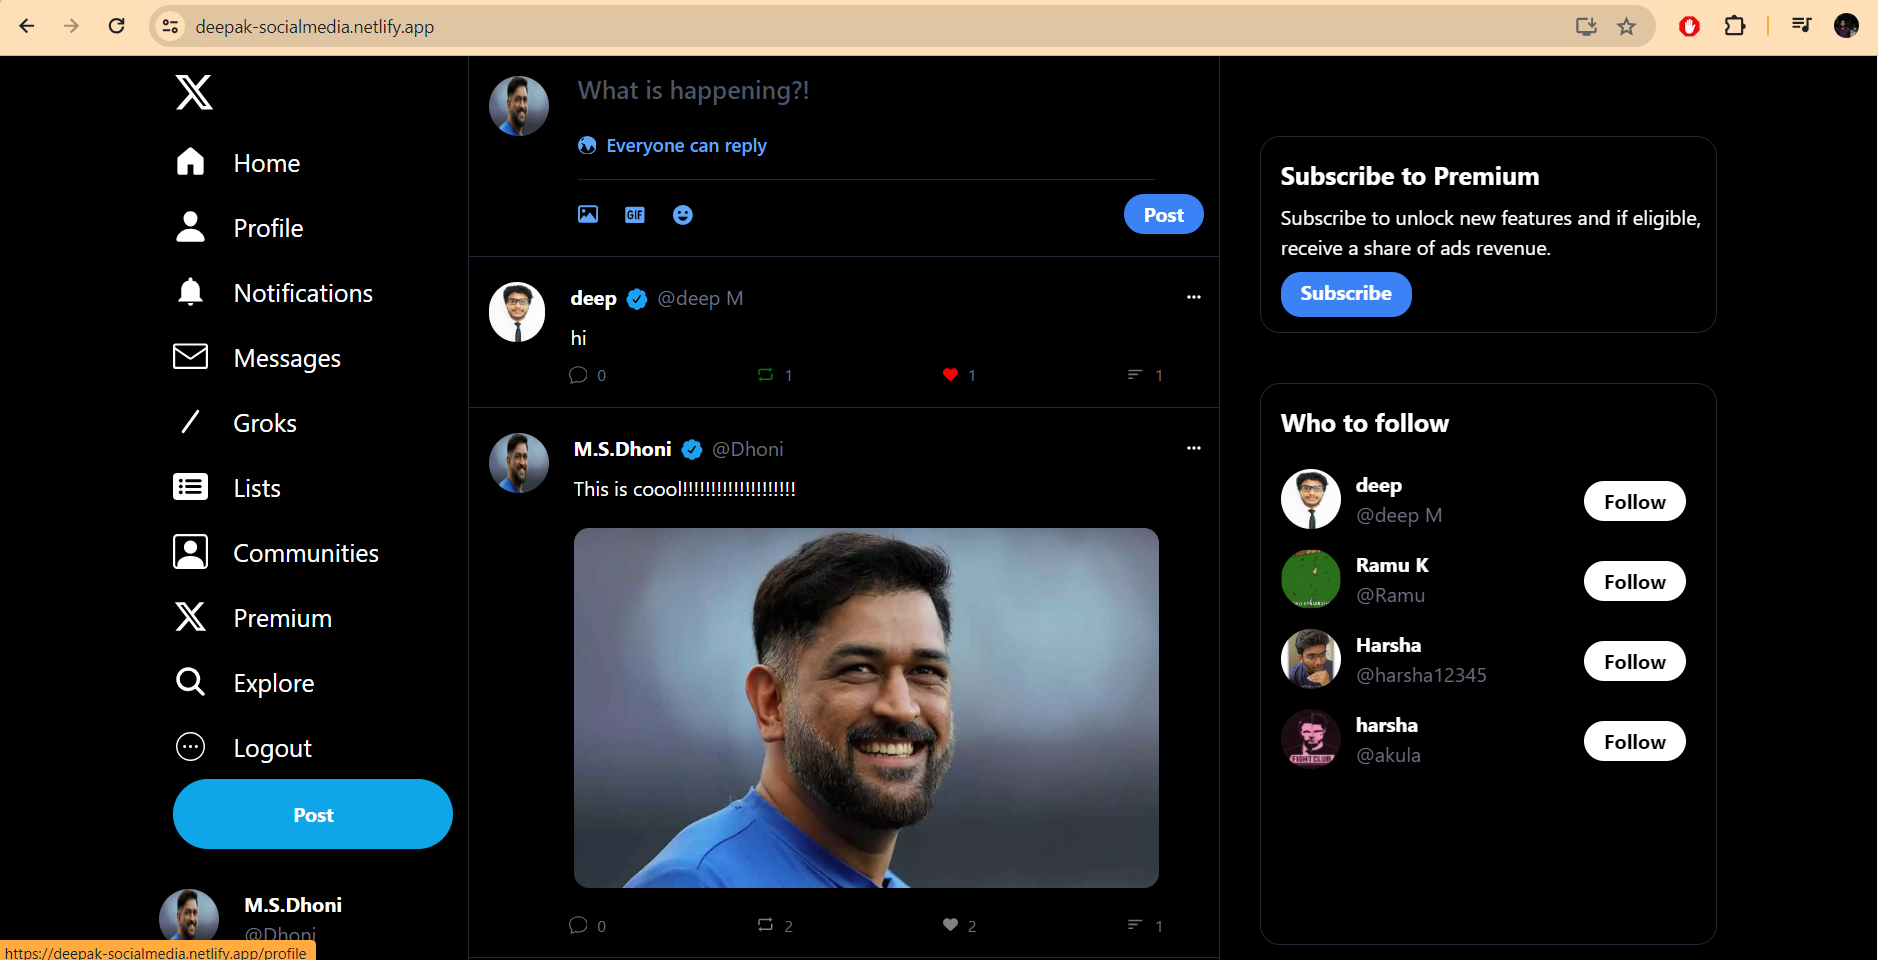 deepak-socialmedia.netlify.app
Home
Profile
Notifications
Messages
Groks
Lists
Communities
Premium
Explore
Logout
Post
M.S.Dhoni
@Dhoni
https://deepak-socialmedia.netlify.app/profile
What is happening?!
Everyone can reply
GIF
Post
deep @deep M
hi
0 1 1 1
M.S.Dhoni @Dhoni
This is coool!!!!!!!!!!!!!!!!!!!!
0 2 2 1
Subscribe to Premium
Subscribe to unlock new features and if eligible,
receive a share of ads revenue.
Subscribe
Who to follow
deep
@deep M
Follow
Ramu K
@Ramu
Follow
Harsha
@harsha12345
Follow
harsha
@akula
Follow
FIGHT CLUB